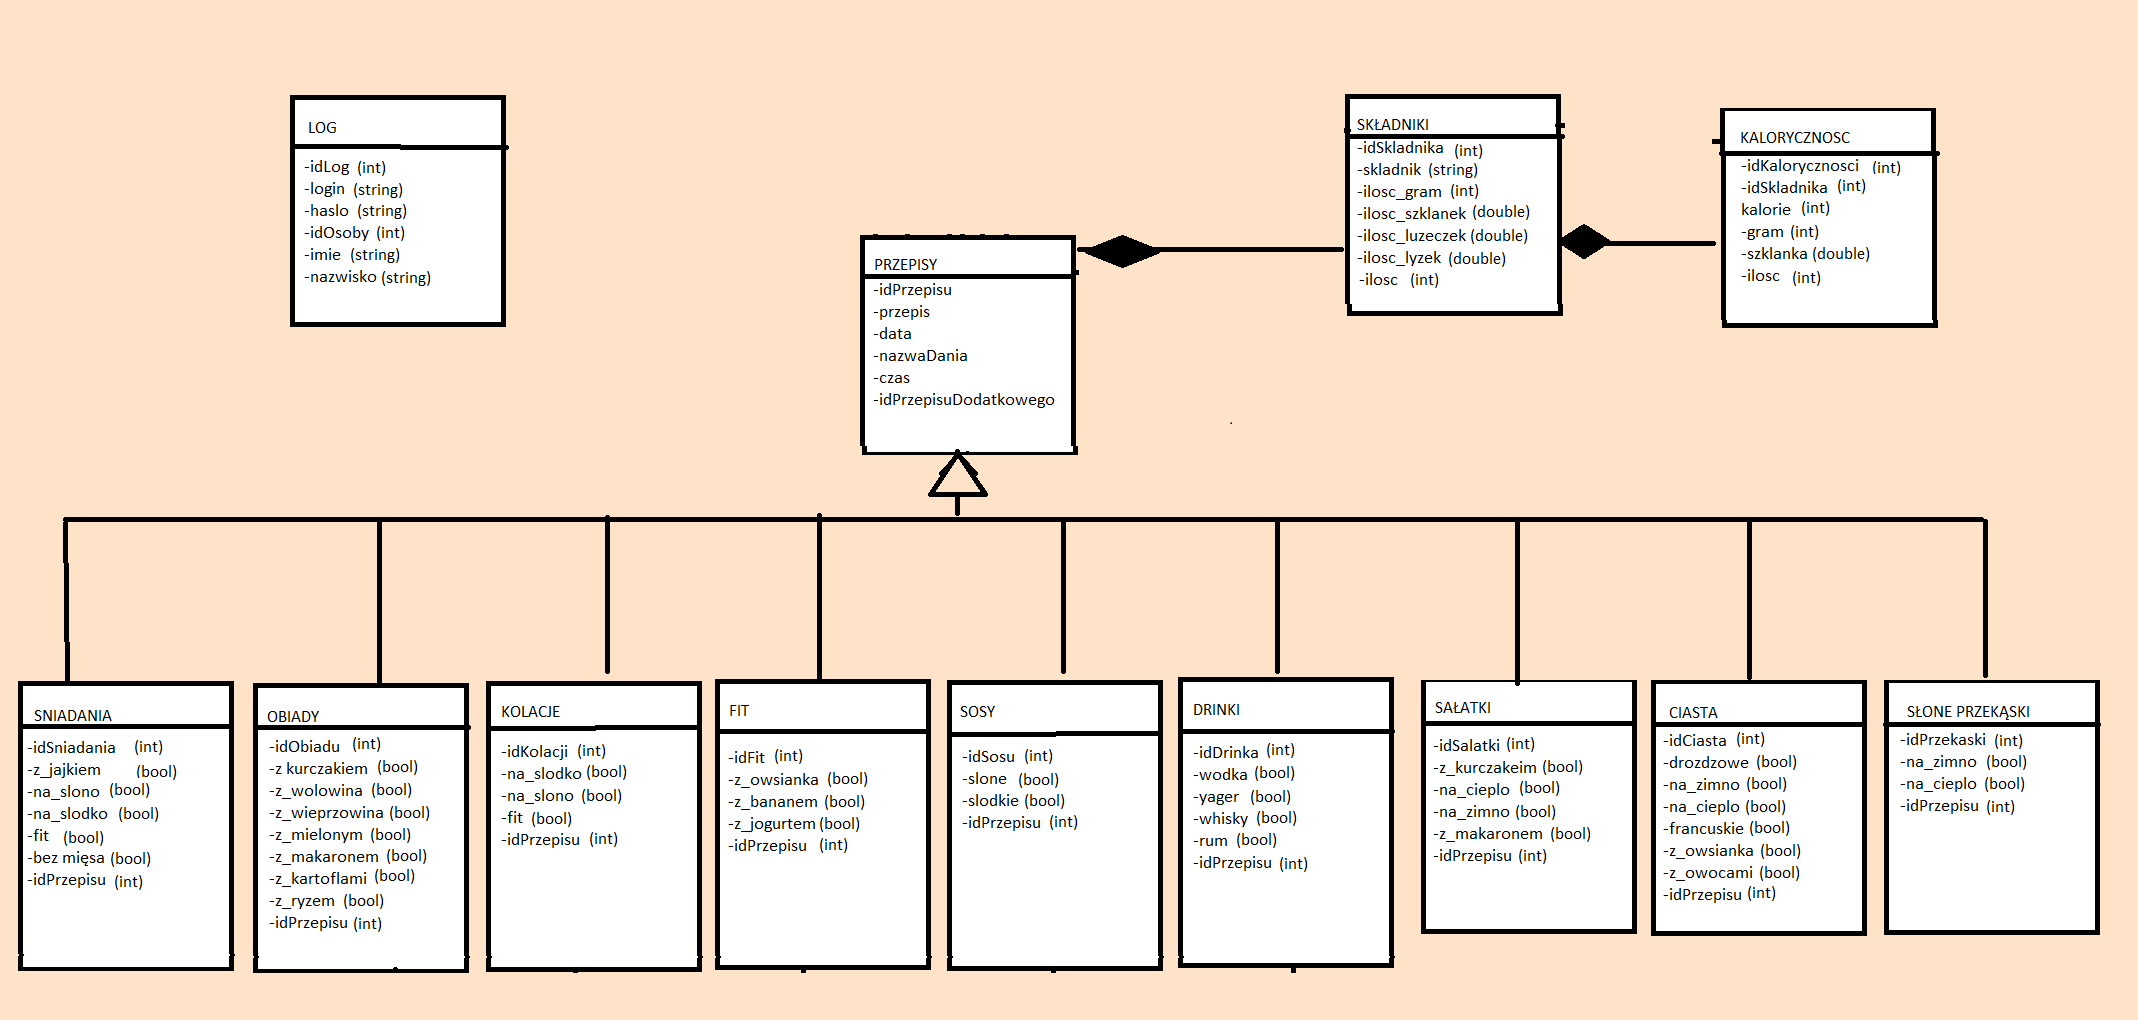 LOG
-idLog (int)
-login (string)
-haslo (string)
-idOsoby (int)
-imie (string)
-nazwisko (string)
SKŁADNIKI
-idSkladnika (int)
-skladnik (string)
-ilosc_gram (int)
-ilosc_szklanek (double)
-ilosc_luzeczek (double)
-ilosc_lyzek (double)
-ilosc (int)
KALORYCZNOSC
-idKalorycznosci (int)
-idSkladnika (int)
kalorie (int)
-gram (int)
-szklanka (double)
-ilosc (int)
PRZEPISY
-idPrzepisu
-przepis
-data
-nazwaDania
-czas
-idPrzepisuDodatkowego
SNIADANIA
-idSniadania (int)
-z_jajkiem (bool)
-na_slono (bool)
-na_slodko (bool)
-fit (bool)
-bez mięsa (bool)
-idPrzepisu (int)
OBIADY
-idObiadu (int)
-z kurczakiem (bool)
-z_wolowina (bool)
-z_wieprzowina (bool)
-z_mielonym (bool)
-z_makaronem (bool)
-z_kartoflami (bool)
-z_ryzem (bool)
-idPrzepisu (int)
KOLACJE
-idKolacji (int)
-na_slodko (bool)
-na_slono (bool)
-fit (bool)
-idPrzepisu (int)
FIT
-idFit (int)
-z_owsianka (bool)
-z_bananem (bool)
-z_jogurtem (bool)
-idPrzepisu (int)
SOSY
-idSosu (int)
-slone (bool)
-slodkie (bool)
-idPrzepisu (int)
DRINKI
-idDrinka (int)
-wodka (bool)
-yager (bool)
-whisky (bool)
-rum (bool)
-idPrzepisu (int)
SAŁATKI
-idSalatki (int)
-z_kurczakeim (bool)
-na_cieplo (bool)
-na_zimno (bool)
-z_makaronem (bool)
-idPrzepisu (int)
CIASTA
-idCiasta (int)
-drozdzowe (bool)
-na_zimno (bool)
-na_cieplo (bool)
-francuskie (bool)
-z_owsianka (bool)
-z_owocami (bool)
-idPrzepisu (int)
SŁONE PRZEKĄSKI
-idPrzekaski (int)
-na_zimno (bool)
-na_cieplo (bool)
-idPrzepisu (int)